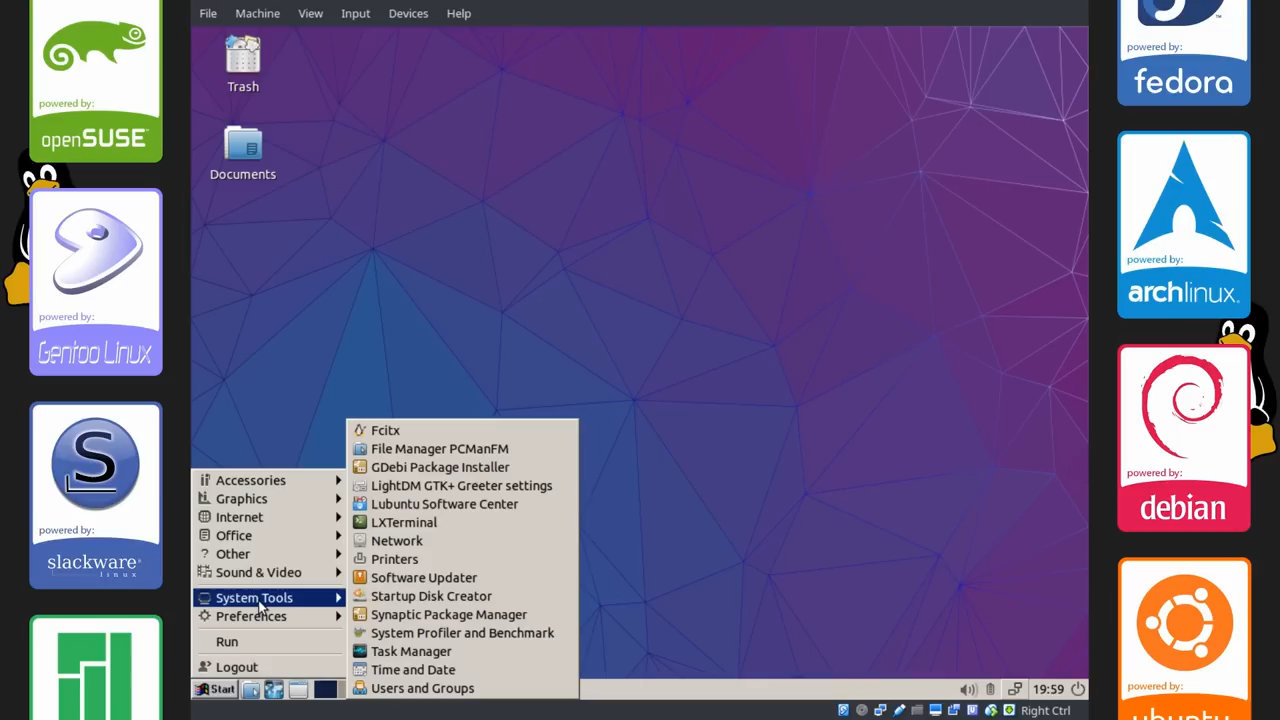 File Machine View Input Devices Help
Trash
Documents
Fcitx
File Manager PCManFM
GDebi Package Installer
LightDM GTK+ Greeter settings
Lubuntu Software Center
LXTerminal
Network
Printers
Software Updater
Startup Disk Creator
Synaptic Package Manager
System Profiler and Benchmark
Task Manager
Time and Date
Users and Groups
Accessories
Graphics
Internet
Office
Other
Sound & Video
System Tools
Preferences
Run
Logout
Start
19:59
Right Ctrl
powered by:
openSUSE
powered by:
Gentoo Linux
powered by:
slackware
linux
powered by:
fedora
powered by:
archlinux
powered by:
debian
powered by:
ubuntu